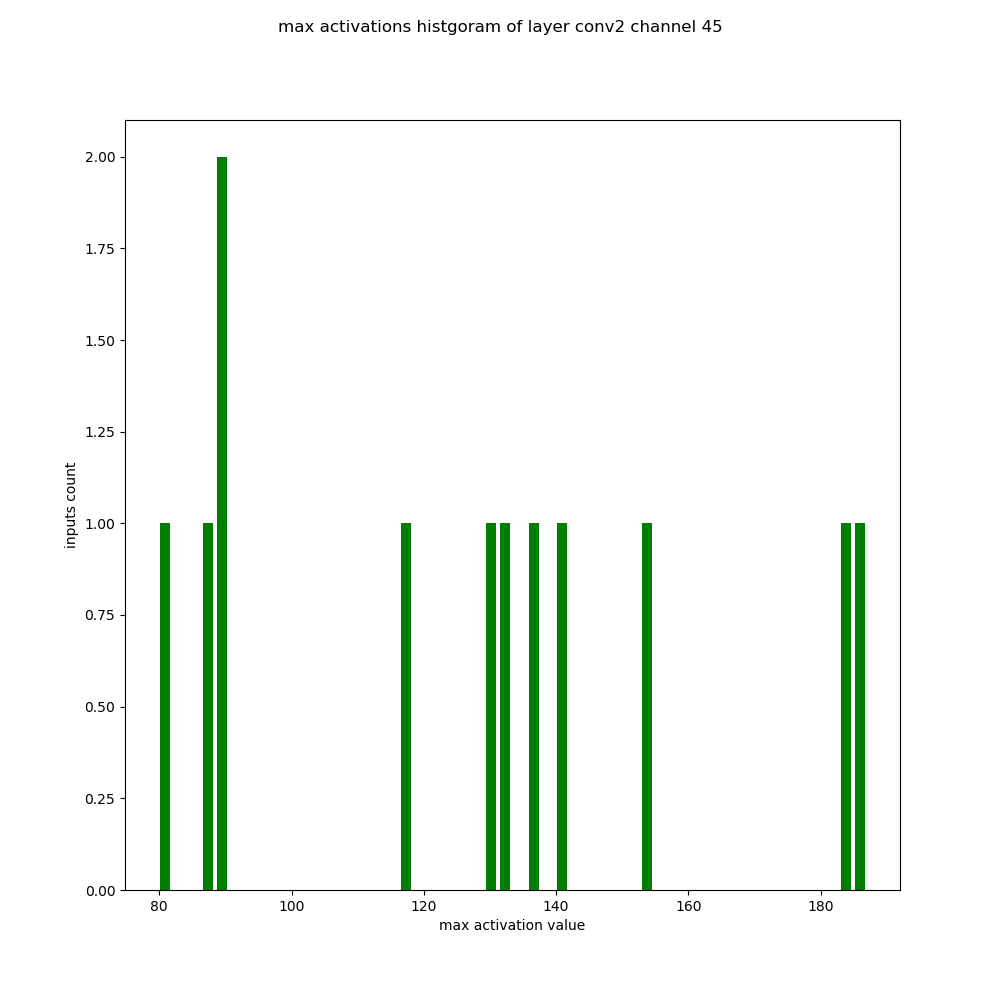 max activations histgoram of layer conv2 channel 45
2.00
1.75
1.50
1.25
1.00
0.75
0.50
0.25
0.00
inputs count
80 100 120 140 160 180
max activation value